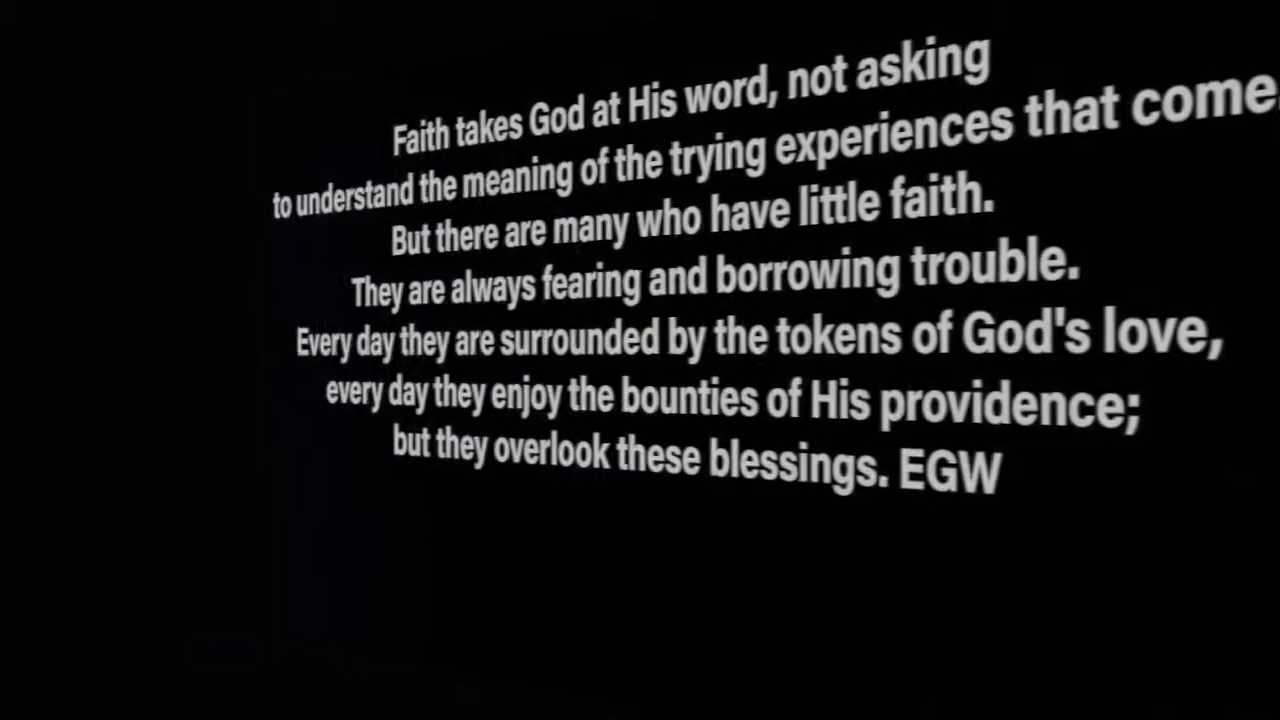 Faith takes God at His word, not asking
to understand the meaning of the trying experiences that come
But there are many who have little faith.
They are always fearing and borrowing trouble.
Every day they are surrounded by the tokens of God's love,
every day they enjoy the bounties of His providence;
but they overlook these blessings. EGW